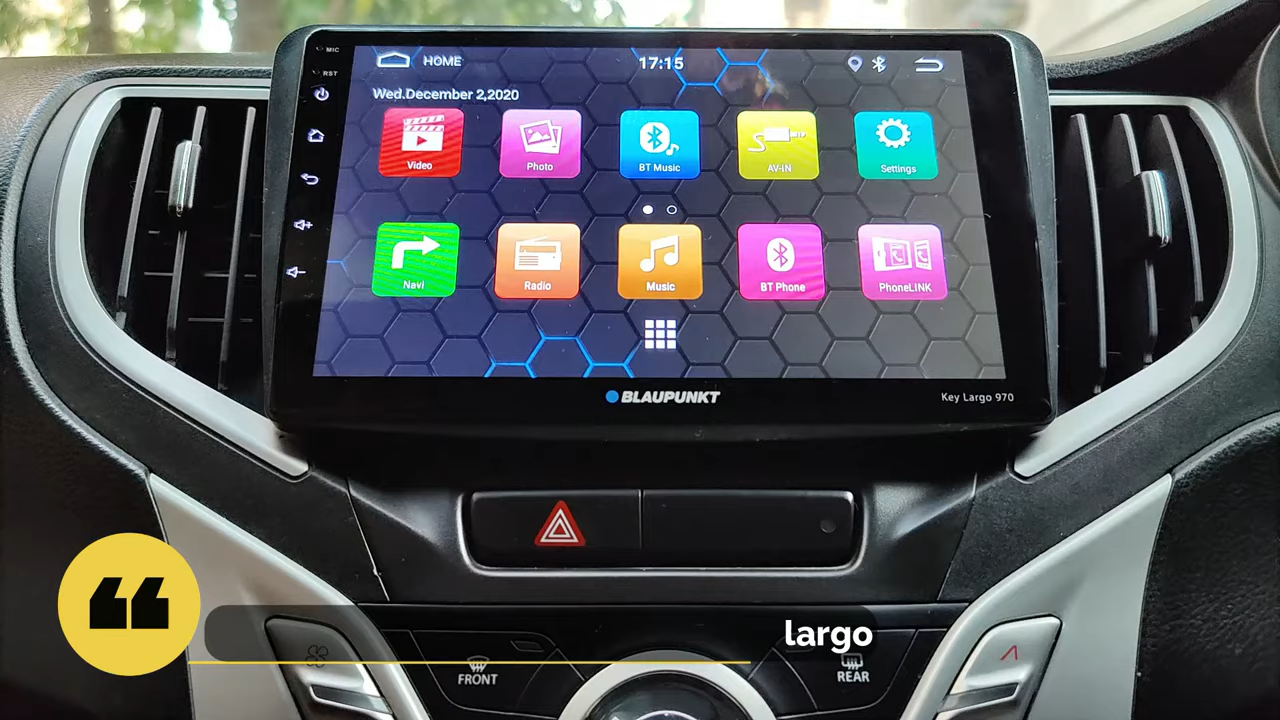 MIC
HOME
17:15
RST
Wed.December 2,2020
Video
Photo
BT Music
AV-IN
Settings
Navi
Radio
Music
BT Phone
PhoneLINK
BLAUPUNKT
Key Largo 970
largo
FRONT
REAR